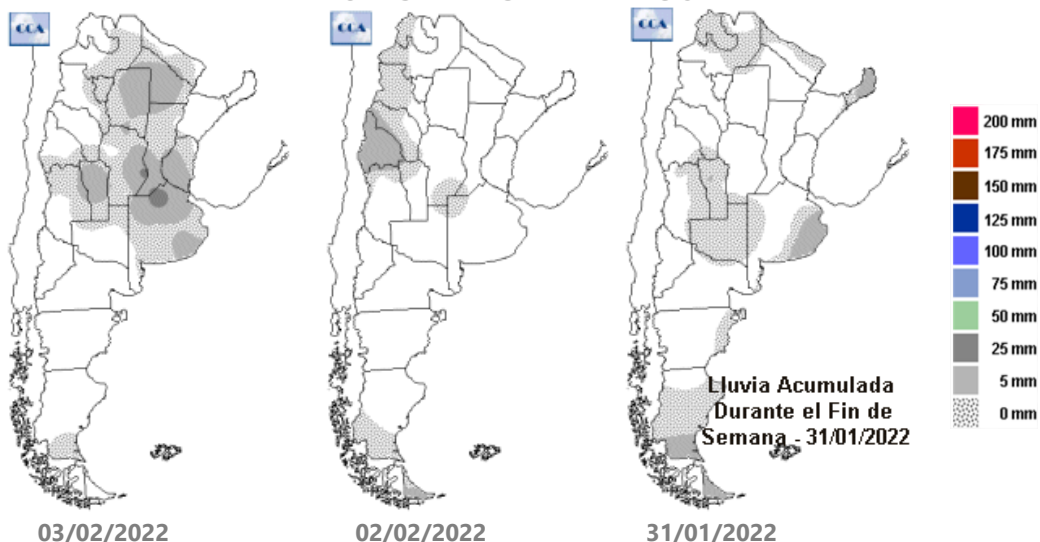 CCA
CCA
CCA
200 mm
175 mm
150 mm
125 mm
100 mm
75 mm
50 mm
25 mm
5 mm
0 mm
Lluvia Acumulada
Durante el Fin de
Semana - 31/01/2022
03/02/2022
02/02/2022
31/01/2022